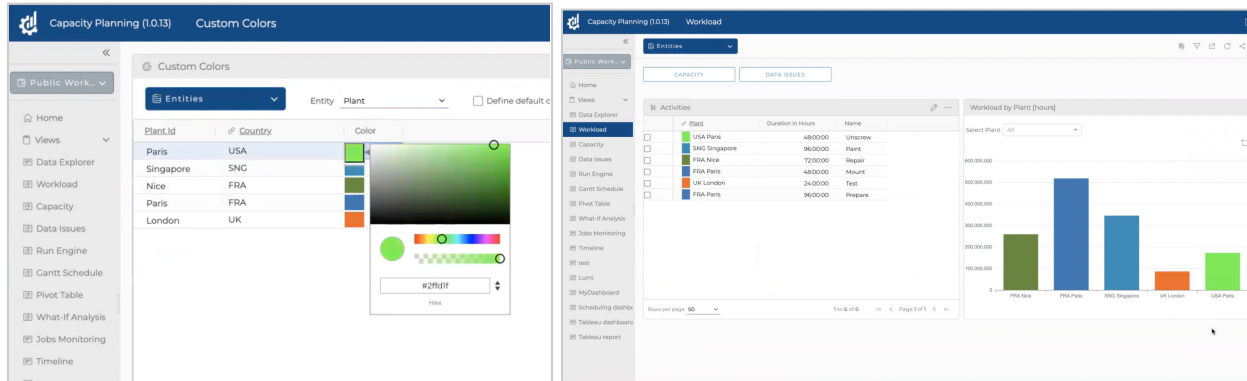 Capacity Planning (1.0.13) Custom Colors
Public Work...
Home
Views
Data Explorer
Workload
Capacity
Data Issues
Run Engine
Gantt Schedule
Pivot Table
What-If Analysis
Jobs Monitoring
Timeline
Custom Colors
Entities
Entity Plant
Define default c
Plant Id Country Color
Paris USA
Singapore SNG
Nice FRA
Paris FRA
London UK
#2ffd1f
Hex
Capacity Planning (1.0.13) Workload
Public Work...
Home
Views
Data Explorer
Workload
Capacity
Data Issues
Run Engine
Gantt Schedule
Pivot Table
What-If Analysis
Jobs Monitoring
Timeline
test
Lumi
MyDashboard
Scheduling dashbo
Tableau dashboard
Tableau report
Entities
CAPACITY DATA ISSUES
Activities
Plant Duration in Hours Name
USA Paris 48:00:00 Unscrew
SNG Singapore 96:00:00 Paint
FRA Nice 72:00:00 Repair
FRA Paris 48:00:00 Mount
UK London 24:00:00 Test
FRA Paris 96:00:00 Prepare
Rows per page: 50 1 to 6 of 6 Page 1 of 1
Workload by Plant [hours]
Select Plant All
600,000,000
500,000,000
400,000,000
300,000,000
200,000,000
100,000,000
0
FRA Nice FRA Paris SNG Singapore UK London USA Paris